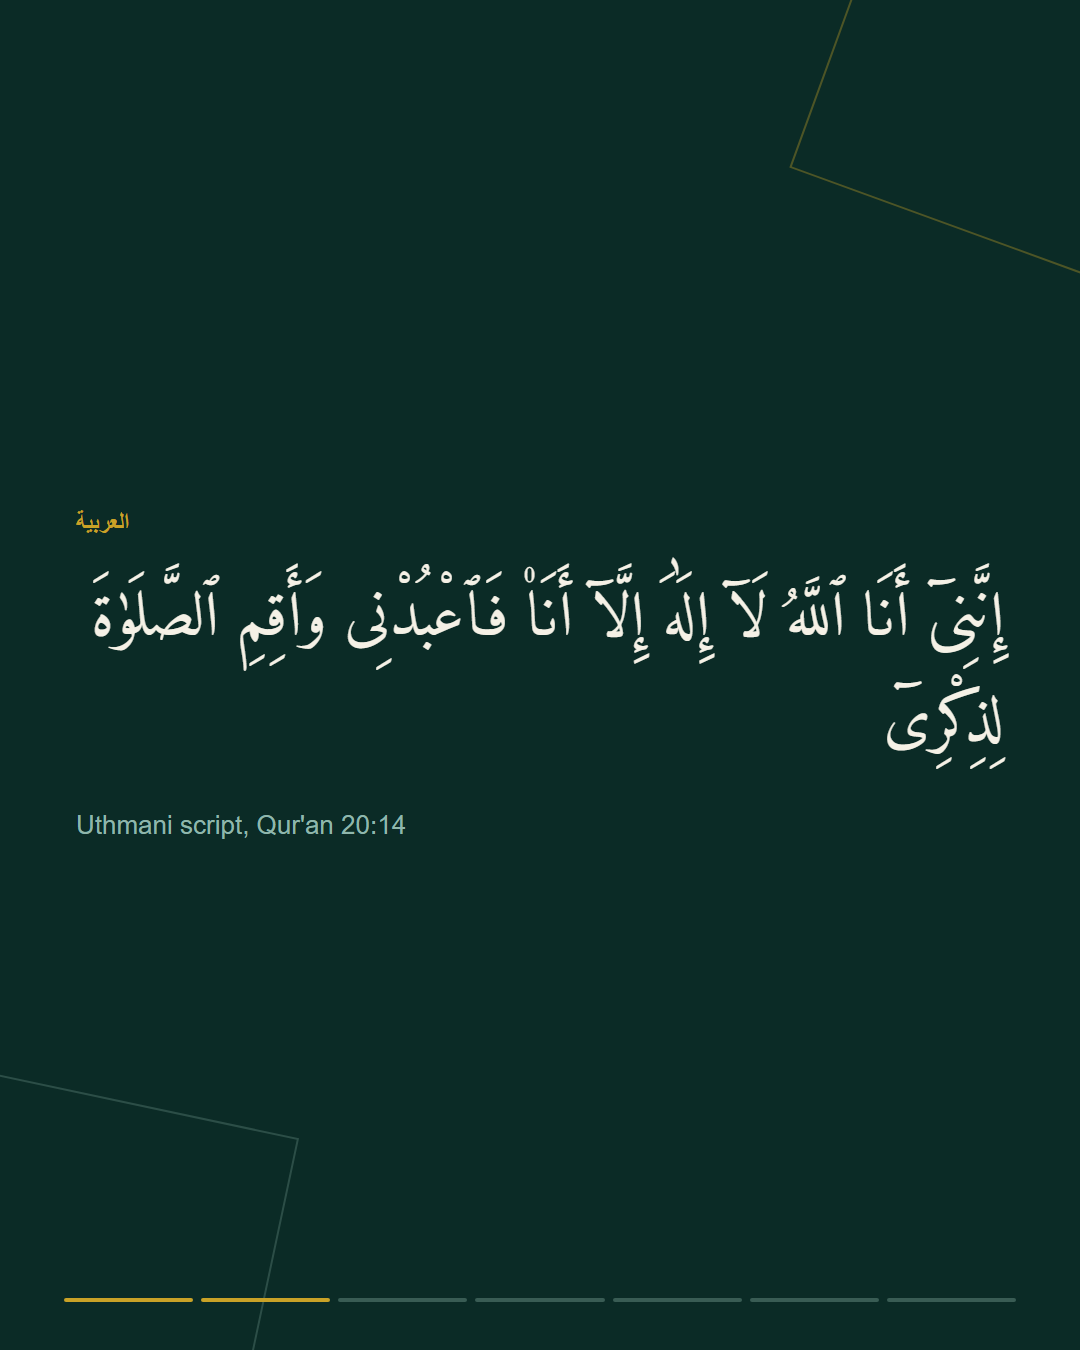 العربية
إِنَّنِىٓ أَنَا ٱللَّهُ لَآ إِلَـٰهَ إِلَّآ أَنَا۠ فَٱعْبُدْنِى وَأَقِمِ ٱلصَّلَوٰةَ
لِذِكْرِىٓ
Uthmani script, Qur'an 20:14